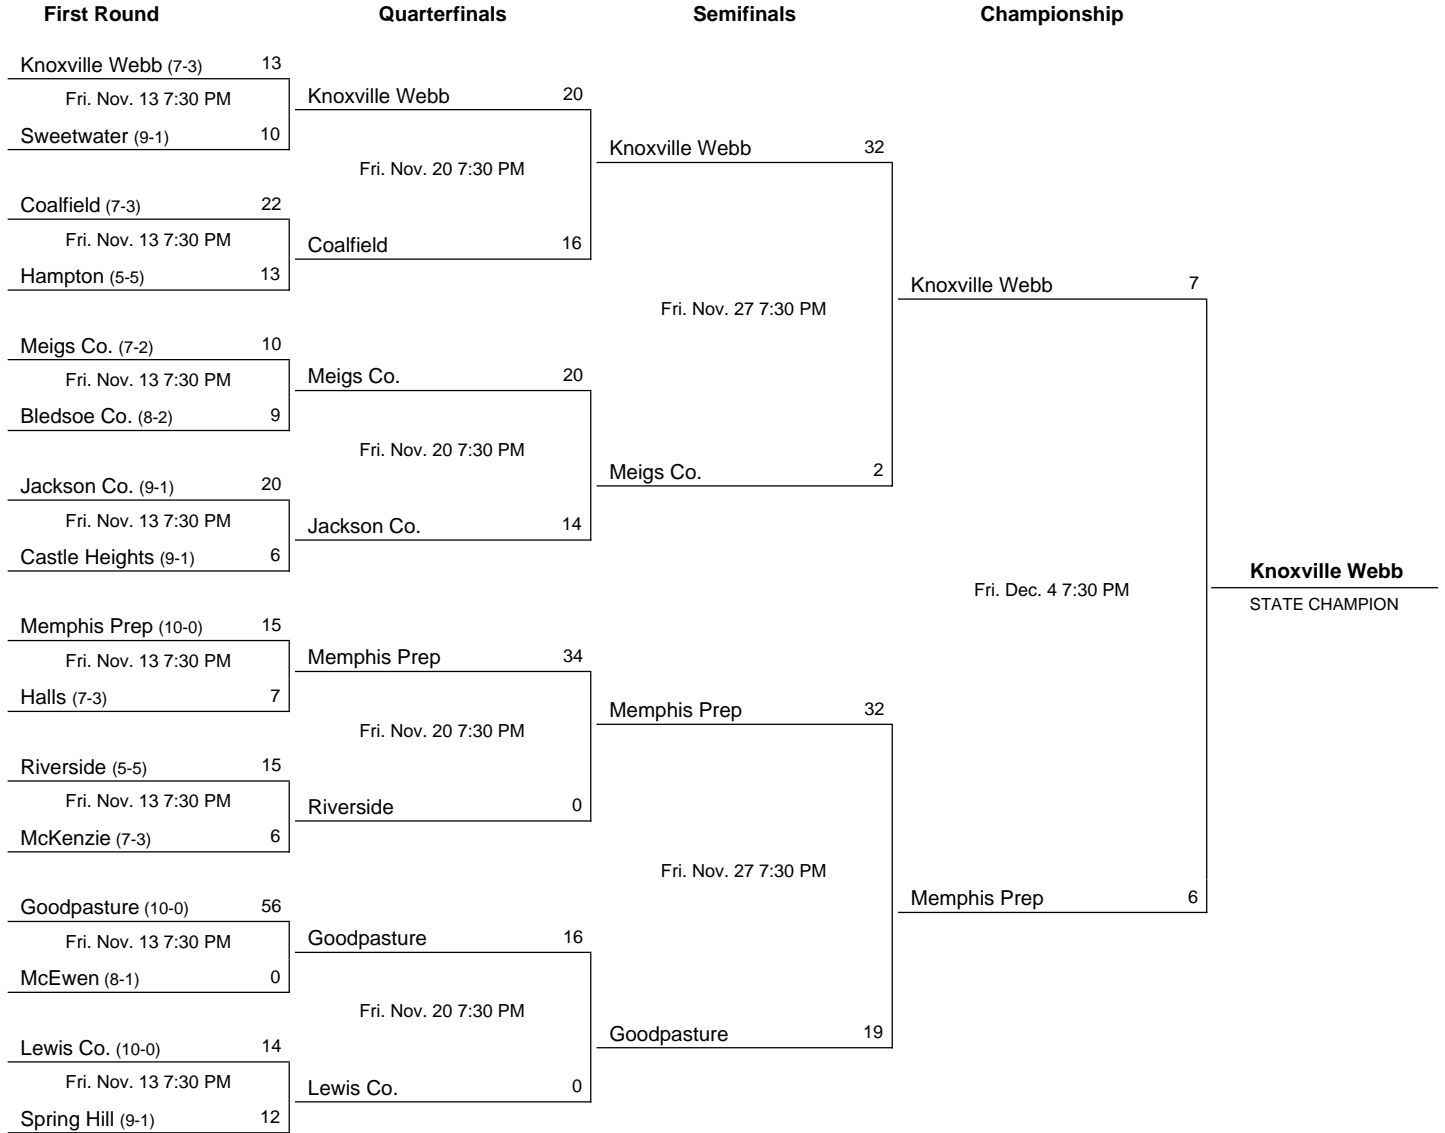 First Round Quarterfinals Semifinals Championship
Knoxville Webb (7-3) 13
Fri. Nov. 13 7:30 PM
Sweetwater (9-1) 10
Coalfield (7-3) 22
Fri. Nov. 13 7:30 PM
Hampton (5-5) 13
Meigs Co. (7-2) 10
Fri. Nov. 13 7:30 PM
Bledsoe Co. (8-2) 9
Jackson Co. (9-1) 20
Fri. Nov. 13 7:30 PM
Castle Heights (9-1) 6
Memphis Prep (10-0) 15
Fri. Nov. 13 7:30 PM
Halls (7-3) 7
Riverside (5-5) 15
Fri. Nov. 13 7:30 PM
McKenzie (7-3) 6
Goodpasture (10-0) 56
Fri. Nov. 13 7:30 PM
McEwen (8-1) 0
Lewis Co. (10-0) 14
Fri. Nov. 13 7:30 PM
Spring Hill (9-1) 12
Knoxville Webb 20
Fri. Nov. 20 7:30 PM
Coalfield 16
Meigs Co. 20
Fri. Nov. 20 7:30 PM
Jackson Co. 14
Memphis Prep 34
Fri. Nov. 20 7:30 PM
Riverside 0
Goodpasture 16
Fri. Nov. 20 7:30 PM
Lewis Co. 0
Knoxville Webb 32
Fri. Nov. 27 7:30 PM
Meigs Co. 2
Memphis Prep 32
Fri. Nov. 27 7:30 PM
Goodpasture 19
Knoxville Webb 7
Fri. Dec. 4 7:30 PM
Memphis Prep 6
Knoxville Webb
STATE CHAMPION